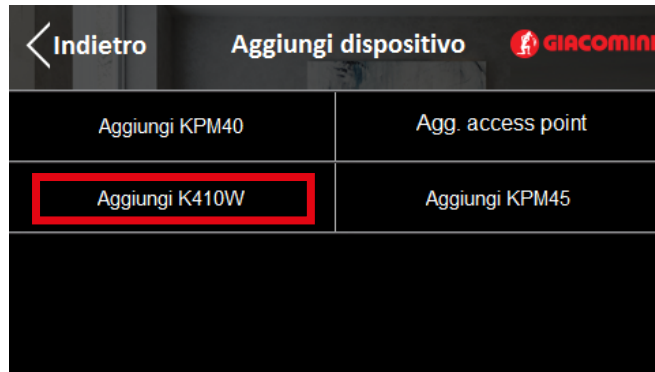 Indietro Aggiungi dispositivo GIACOMINI
Aggiungi KPM40 Agg. access point
Aggiungi K410W Aggiungi KPM45